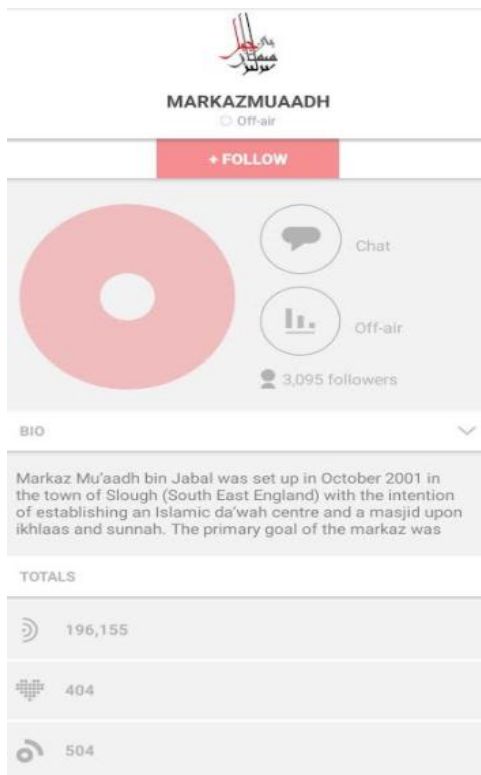 MARKAZMUAADH
Off-air
+ FOLLOW
Chat
Off-air
3,095 followers
BIO
Markaz Mu'aadh bin Jabal was set up in October 2001 in
the town of Slough (South East England) with the intention
of establishing an Islamic da'wah centre and a masjid upon
ikhlaas and sunnah. The primary goal of the markaz was
TOTALS
196,155
404
504